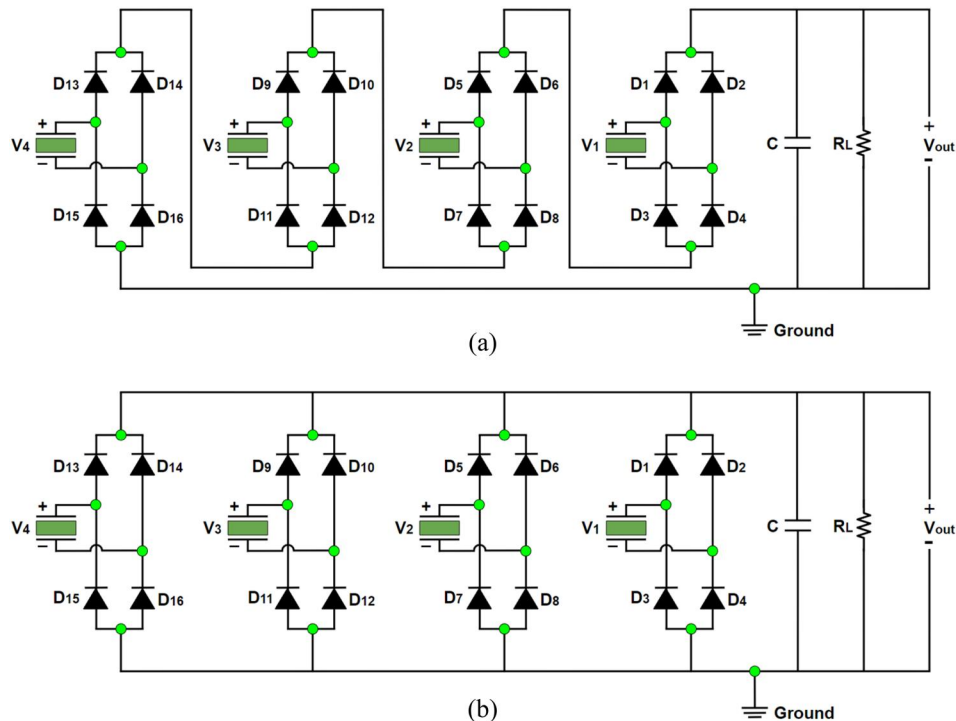 D13 D14 D9 D10 D5 D6 D1 D2
+ + + + +
V4 V3 V2 V1 C RL Vout
− − − − -
D15 D16 D11 D12 D7 D8 D3 D4
Ground
(a)
D13 D14 D9 D10 D5 D6 D1 D2
+ + + + +
V4 V3 V2 V1 C RL Vout
− − − − -
D15 D16 D11 D12 D7 D8 D3 D4
Ground
(b)